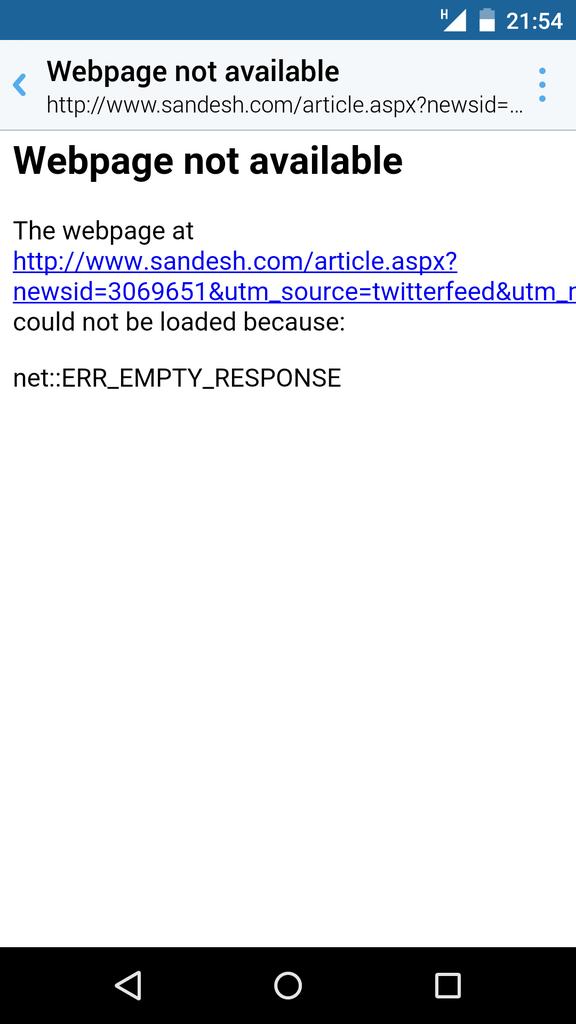 H 21:54
Webpage not available
http://www.sandesh.com/article.aspx?newsid=...
Webpage not available
The webpage at
http://www.sandesh.com/article.aspx?
newsid=3069651&utm_source=twitterfeed&utm_
could not be loaded because:
net::ERR_EMPTY_RESPONSE